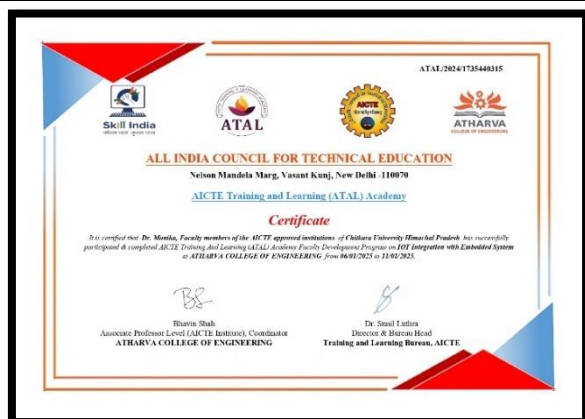 ATAL/2024/1735440315
Skill India
कौशल भारत - कुशल भारत
ATAL
AICTE
ATHARVA
COLLEGE OF ENGINEERING
ALL INDIA COUNCIL FOR TECHNICAL EDUCATION
Nelson Mandela Marg, Vasant Kunj, New Delhi -110070
AICTE Training and Learning (ATAL) Academy
Certificate
It is certified that Dr. Monika, Faculty members of the AICTE approved institutions of Chitkara University Himachal Pradesh has successfully
participated & completed AICTE Training And Learning (ATAL) Academy Faculty Development Program on IOT Integration with Embedded System
at ATHARVA COLLEGE OF ENGINEERING from 06/01/2025 to 11/01/2025.
Bhavin Shah
Associate Professor Level (AICTE Institute), Coordinator
ATHARVA COLLEGE OF ENGINEERING
Dr. Sunil Luthra
Director & Bureau Head
Training and Learning Bureau, AICTE